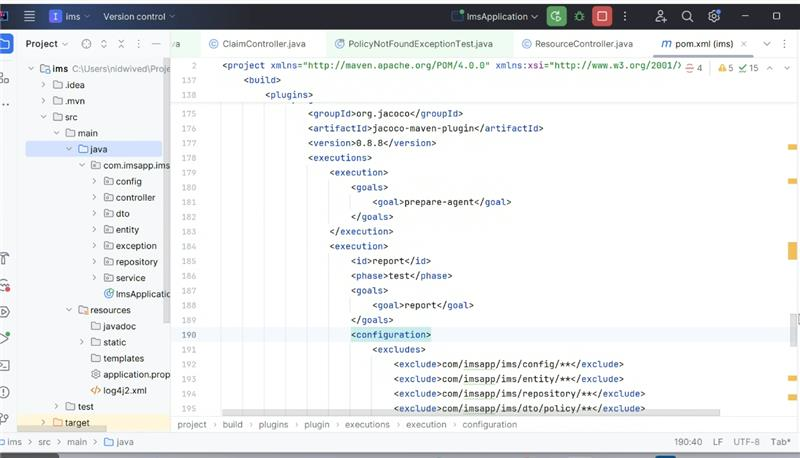 ims
Version control
ImsApplication
Project
va
ClaimController.java
PolicyNotFoundExceptionTest.java
ResourceController.java
pom.xml (ims)
ims C:\Users\nidwived\Proje
.idea
.mvn
src
main
java
com.imsapp.ims
config
controller
dto
entity
exception
repository
service
ImsApplicatio
resources
javadoc
static
templates
application.prop
log4j2.xml
test
target
2 <project xmlns="http://maven.apache.org/POM/4.0.0" xmlns:xsi="http://www.w3.org/2001/X
4 5 15
137 <build>
138 <plugins>
175 <groupId>org.jacoco</groupId>
176 <artifactId>jacoco-maven-plugin</artifactId>
177 <version>0.8.8</version>
178 <executions>
179 <execution>
180 <goals>
181 <goal>prepare-agent</goal>
182 </goals>
183 </execution>
184 <execution>
185 <id>report</id>
186 <phase>test</phase>
187 <goals>
188 <goal>report</goal>
189 </goals>
190 <configuration>
191 <excludes>
192 <exclude>com/imsapp/ims/config/**</exclude>
193 <exclude>com/imsapp/ims/entity/**</exclude>
194 <exclude>com/imsapp/ims/repository/**</exclude>
195 <exclude>com/imsapp/ims/dto/policy/**</exclude>
project build plugins plugin executions execution configuration
ims src main java
190:40 LF UTF-8 Tab*